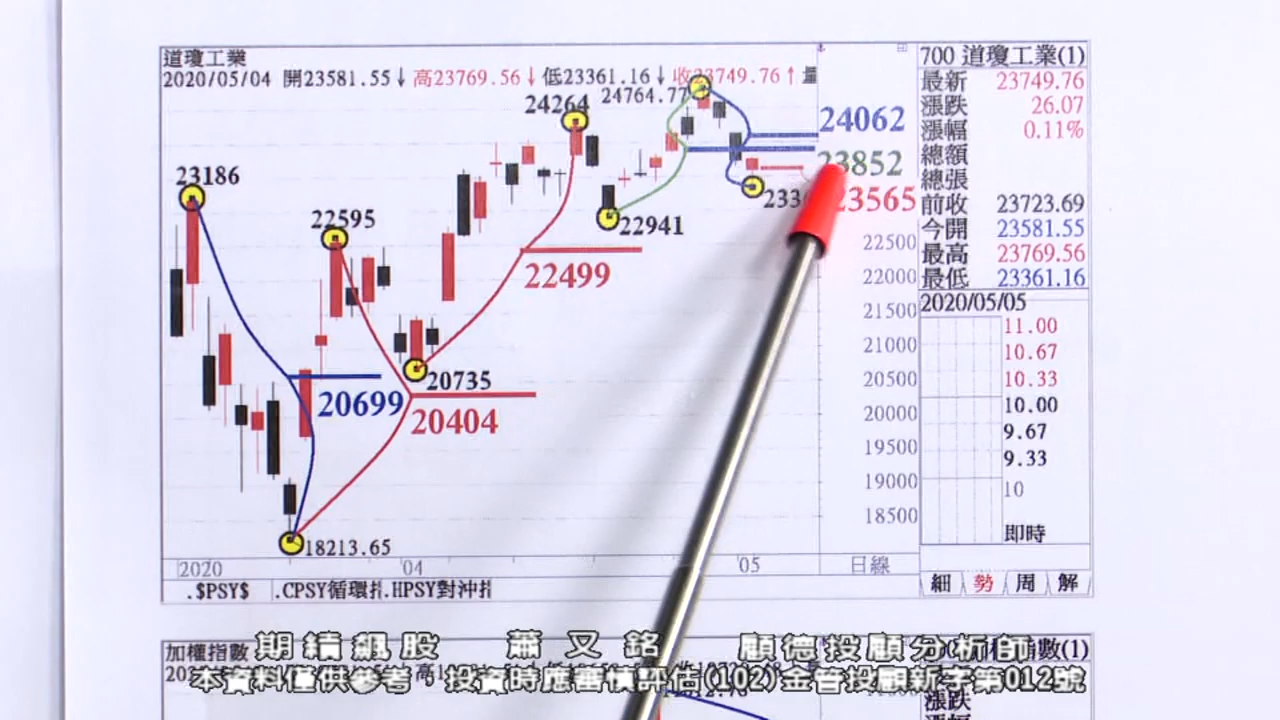 道瓊工業
2020/05/04 開23581.55↓ 高23769.56↓ 低23361.16↓ 收23749.76↑ 量
24264
24764.77
23186
22595
22941
22499
20735
20699
20404
18213.65
24062
23852
23565
22500
22000
21500
21000
20500
20000
19500
19000
18500
2020 04 05 日線
.$PSY$ .CPSY循環指 .HPSY對沖指
700 道瓊工業(1)
最新 23749.76
漲跌 26.07
漲幅 0.11%
總額
總張
前收 23723.69
今開 23581.55
最高 23769.56
最低 23361.16
2020/05/05
11.00
10.67
10.33
10.00
9.67
9.33
10
即時
細 勢 周 解
加權指數
期績飆股 蕭又銘 顧德投顧分析師
本資料僅供參考，投資時應審慎評估(102)金管投顧新字第012號
漲跌